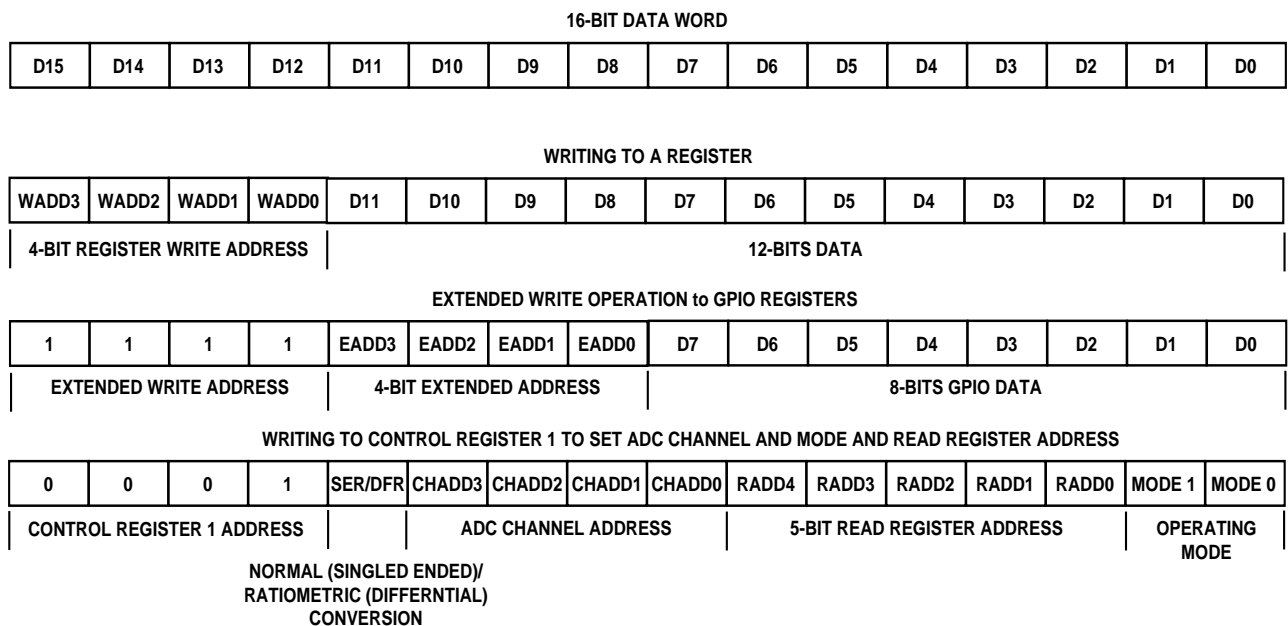 16-BIT DATA WORD
D15 D14 D13 D12 D11 D10 D9 D8 D7 D6 D5 D4 D3 D2 D1 D0
WRITING TO A REGISTER
WADD3 WADD2 WADD1 WADD0 D11 D10 D9 D8 D7 D6 D5 D4 D3 D2 D1 D0
4-BIT REGISTER WRITE ADDRESS 12-BITS DATA
EXTENDED WRITE OPERATION to GPIO REGISTERS
1 1 1 1 EADD3 EADD2 EADD1 EADD0 D7 D6 D5 D4 D3 D2 D1 D0
EXTENDED WRITE ADDRESS 4-BIT EXTENDED ADDRESS 8-BITS GPIO DATA
WRITING TO CONTROL REGISTER 1 TO SET ADC CHANNEL AND MODE AND READ REGISTER ADDRESS
0 0 0 1 SER/DFR CHADD3 CHADD2 CHADD1 CHADD0 RADD4 RADD3 RADD2 RADD1 RADD0 MODE 1 MODE 0
CONTROL REGISTER 1 ADDRESS ADC CHANNEL ADDRESS 5-BIT READ REGISTER ADDRESS OPERATING
MODE
NORMAL (SINGLED ENDED)/
RATIOMETRIC (DIFFERNTIAL)
CONVERSION